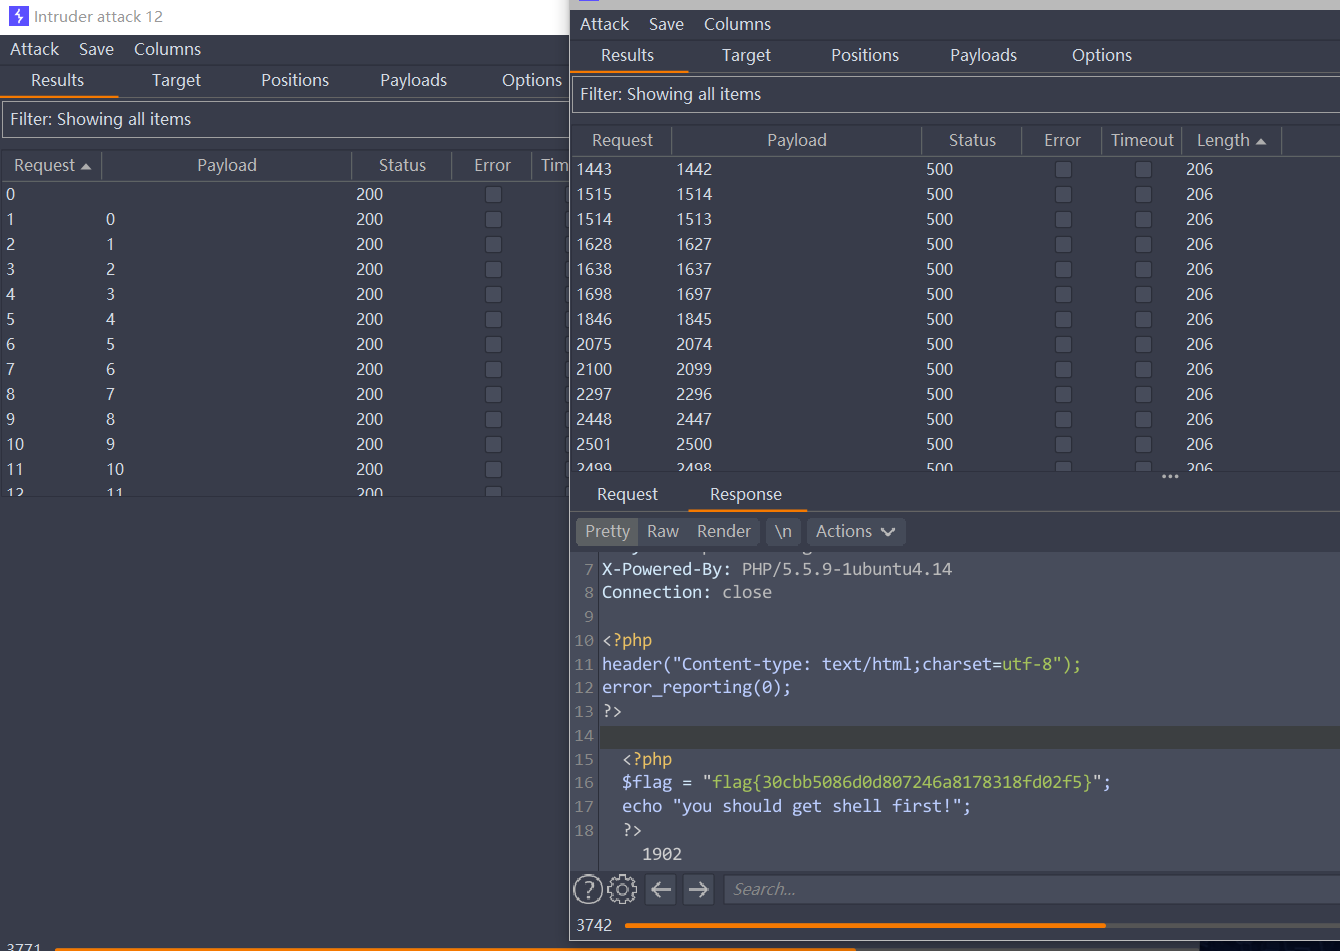 Intruder attack 12
Attack Save Columns
Results Target Positions Payloads Options
Filter: Showing all items
Request Payload Status Error Tim
0 200
1 0 200
2 1 200
3 2 200
4 3 200
5 4 200
6 5 200
7 6 200
8 7 200
9 8 200
10 9 200
11 10 200
12 11 200
3771
Attack Save Columns
Results Target Positions Payloads Options
Filter: Showing all items
Request Payload Status Error Timeout Length
1443 1442 500 206
1515 1514 500 206
1514 1513 500 206
1628 1627 500 206
1638 1637 500 206
1698 1697 500 206
1846 1845 500 206
2075 2074 500 206
2100 2099 500 206
2297 2296 500 206
2448 2447 500 206
2501 2500 500 206
2499 2498 500 206
Request Response
Pretty Raw Render \n Actions
7 X-Powered-By: PHP/5.5.9-1ubuntu4.14
8 Connection: close
9
10 <?php
11 header("Content-type: text/html;charset=utf-8");
12 error_reporting(0);
13 ?>
14
15 <?php
16 $flag = "flag{30cbb5086d0d807246a8178318fd02f5}";
17 echo "you should get shell first!";
18 ?>
1902
Search...
3742